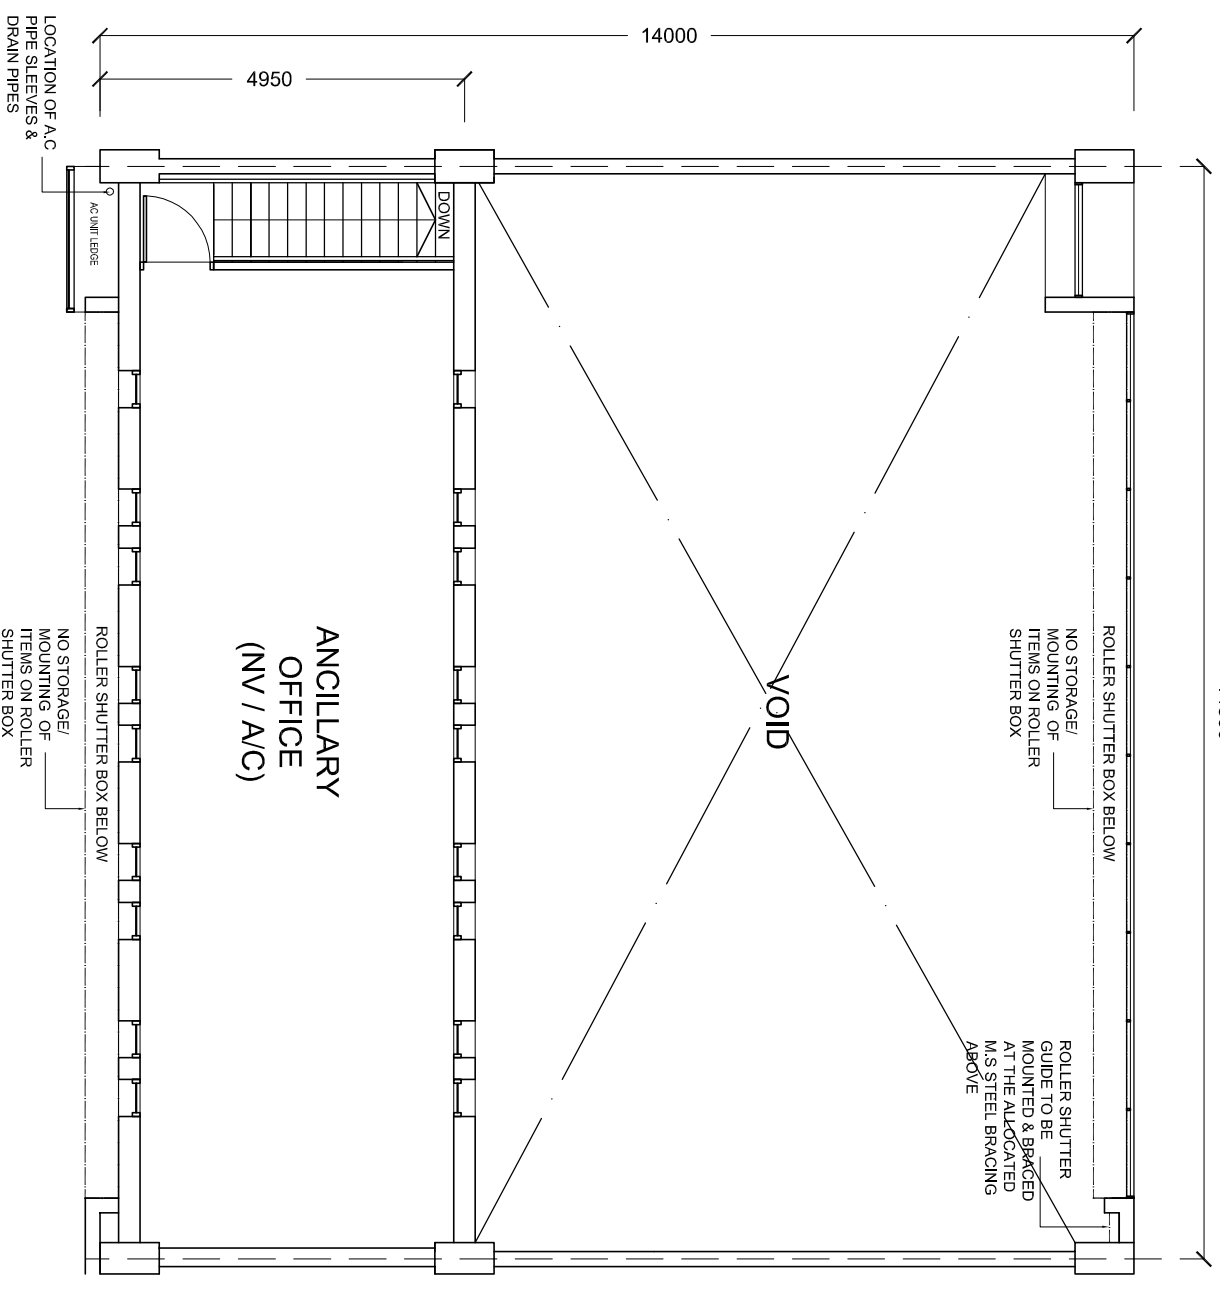 14000
4950
LOCATION OF A.C
PIPE SLEEVES &
DRAIN PIPES
AC UNIT LEDGE
DOWN
ROLLER SHUTTER BOX BELOW
NO STORAGE/
MOUNTING OF
ITEMS ON ROLLER
SHUTTER BOX
VOID
ANCILLARY
OFFICE
(NV / A/C)
ROLLER SHUTTER BOX BELOW
NO STORAGE/
MOUNTING OF
ITEMS ON ROLLER
SHUTTER BOX
ROLLER SHUTTER
GUIDE TO BE
MOUNTED & BRACED
AT THE ALLOCATED
M.S STEEL BRACING
ABOVE